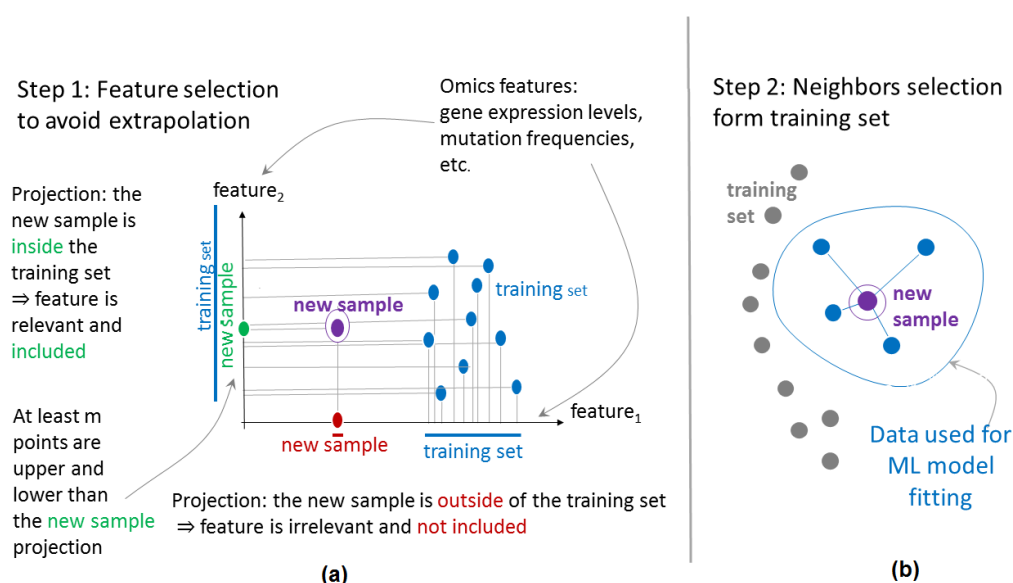 Step 1: Feature selection
to avoid extrapolation
Omics features:
gene expression levels,
mutation frequencies,
etc.
Projection: the
new sample is
inside the
training set
⇒ feature is
relevant and
included
feature2
training set
new sample
new sample
training set
feature1
new sample
training set
At least m
points are
upper and
lower than
the new sample
projection
Projection: the new sample is outside of the training set
⇒ feature is irrelevant and not included
(a)
Step 2: Neighbors selection
form training set
training
set
new
sample
Data used for
ML model
fitting
(b)